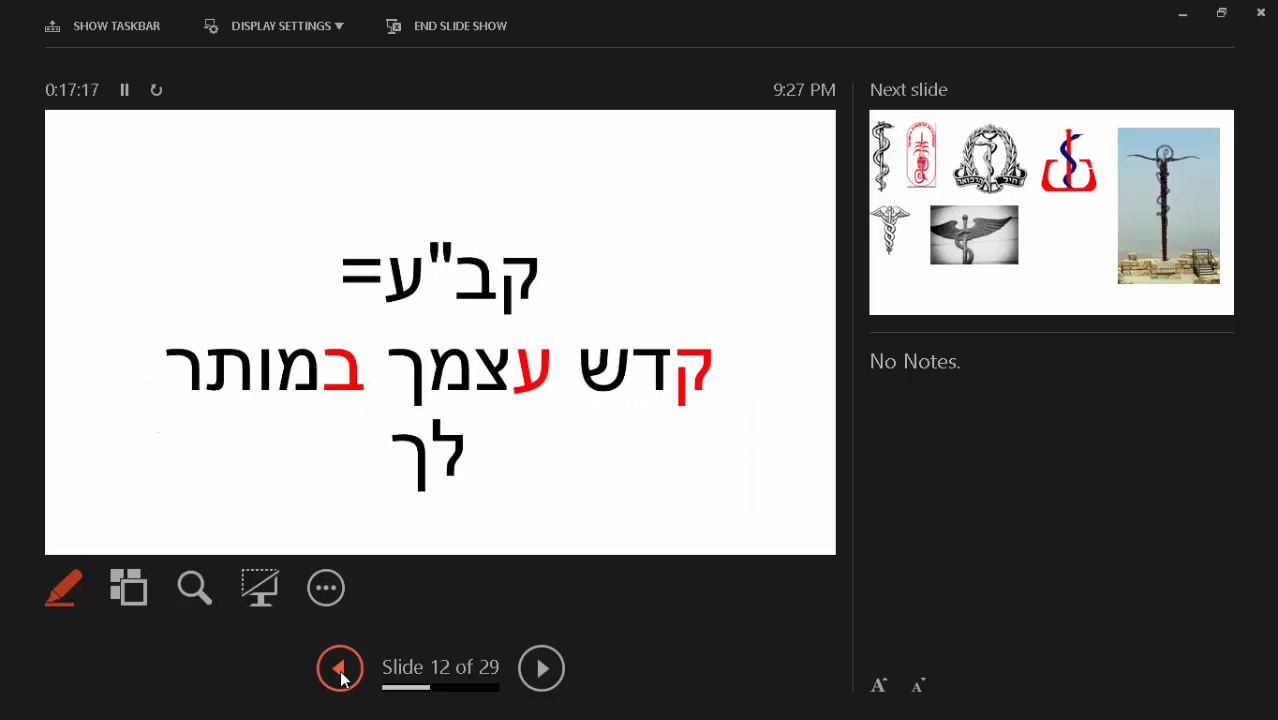 SHOW TASKBAR
DISPLAY SETTINGS
END SLIDE SHOW
0:17:17
9:27 PM
Next slide
קב"ע=
קדש עצמך במותר
לך
No Notes.
Slide 12 of 29
A
A